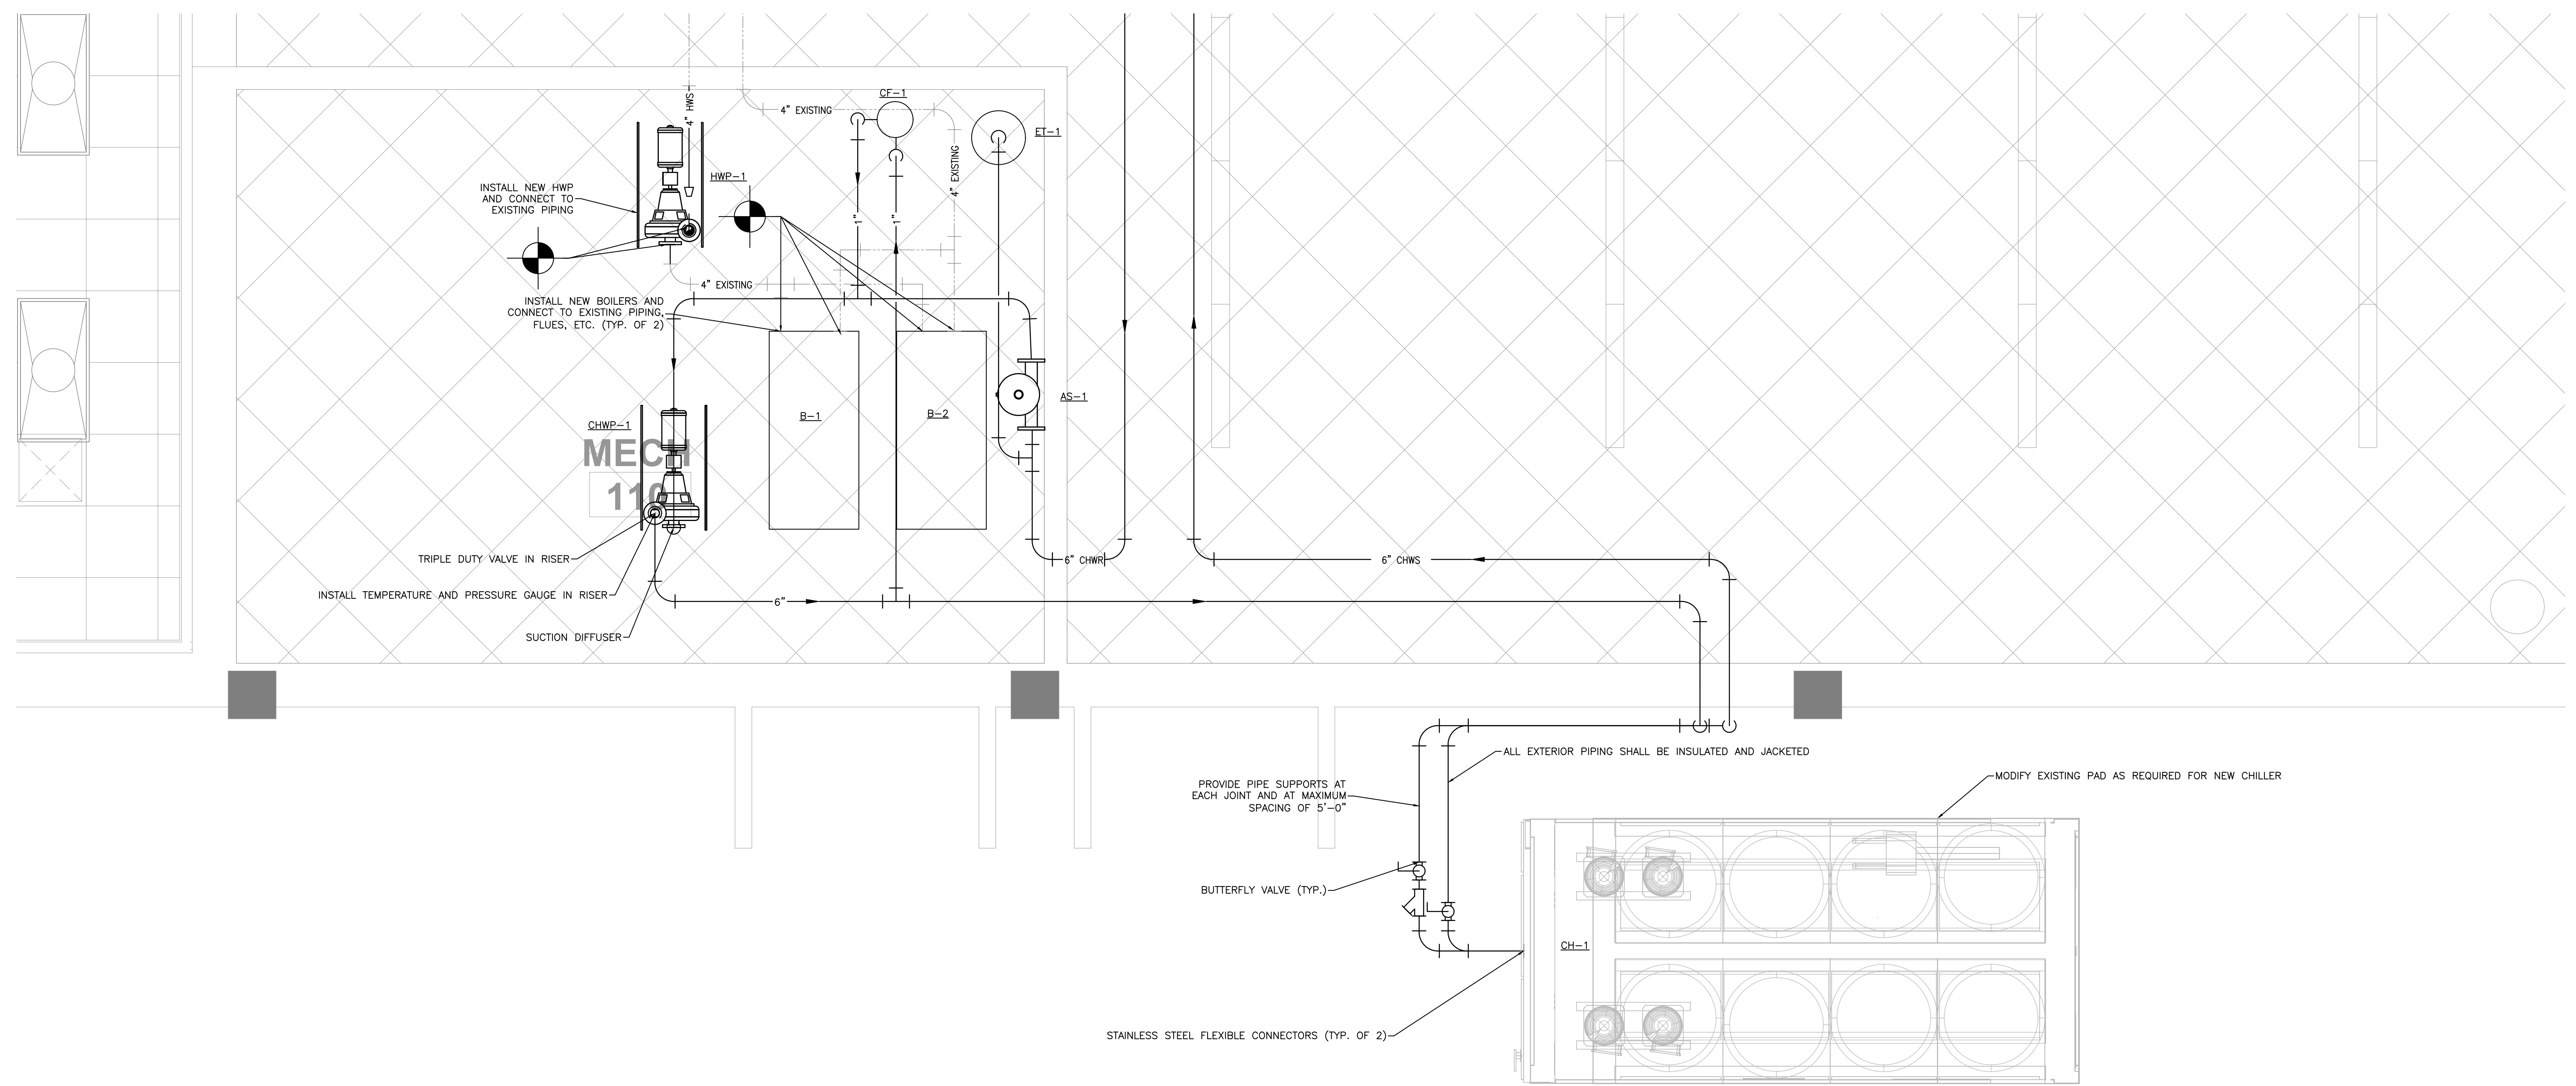 CF-1
4" HWS
4" EXISTING
ET-1
4" EXISTING
HWP-1
INSTALL NEW HWP
AND CONNECT TO
EXISTING PIPING
1"
1"
4" EXISTING
INSTALL NEW BOILERS AND
CONNECT TO EXISTING PIPING,
FLUES, ETC. (TYP. OF 2)
AS-1
B-1
B-2
CHWP-1
MECH
110
TRIPLE DUTY VALVE IN RISER
6" CHWR
6" CHWS
INSTALL TEMPERATURE AND PRESSURE GAUGE IN RISER
6"
SUCTION DIFFUSER
ALL EXTERIOR PIPING SHALL BE INSULATED AND JACKETED
MODIFY EXISTING PAD AS REQUIRED FOR NEW CHILLER
PROVIDE PIPE SUPPORTS AT
EACH JOINT AND AT MAXIMUM
SPACING OF 5'-0"
BUTTERFLY VALVE (TYP.)
CH-1
STAINLESS STEEL FLEXIBLE CONNECTORS (TYP. OF 2)